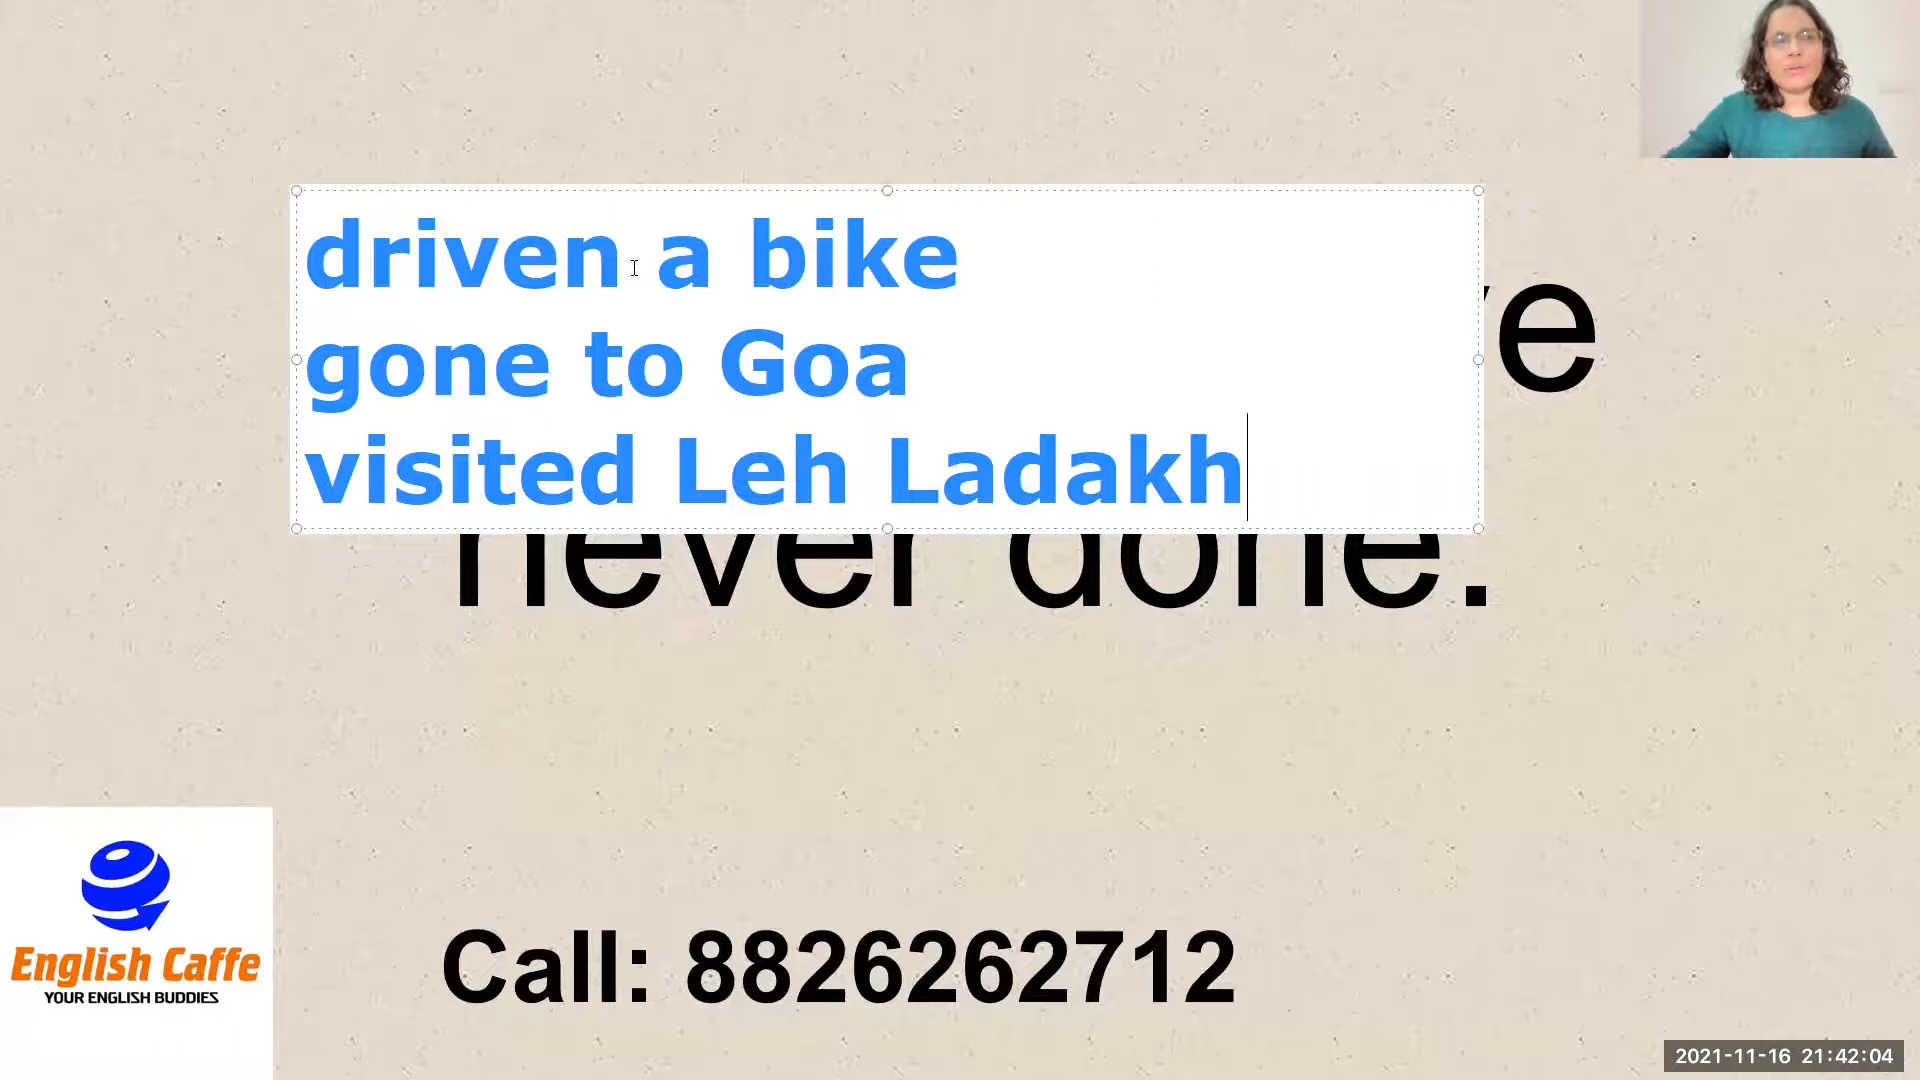 driven a bike
gone to Goa
visited Leh Ladakh
never done.
English Caffe
YOUR ENGLISH BUDDIES
Call: 8826262712
2021-11-16 21:42:04